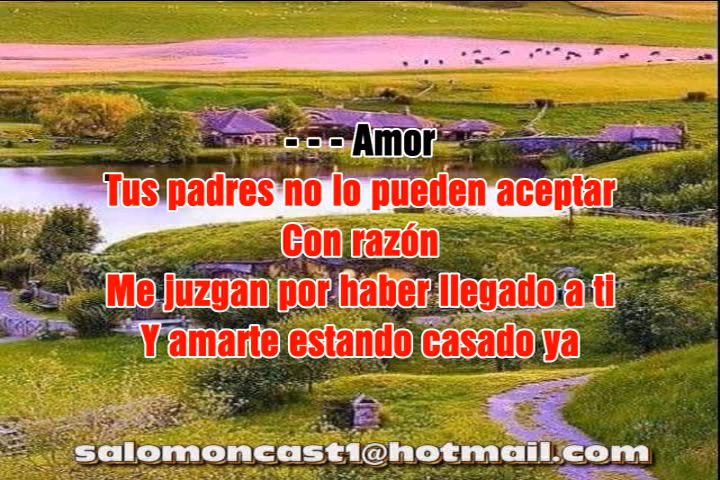 - - - Amor
Tus padres no lo pueden aceptar
Con razón
Me juzgan por haber llegado a ti
Y amarte estando casado ya
salomoncast1@hotmail.com